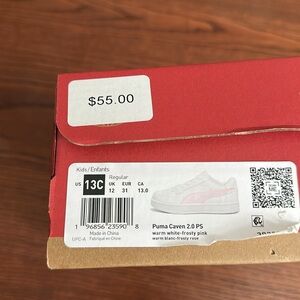 $55.00
Kids/Enfants
Regular
US 13C UK EUR CA
12 31 13.0
1 96856 23590 8
Made in China
UPC-A Fabriqué en Chine
Puma Caven 2.0 PS
warm white-frosty pink
warm blanc-frosty rose